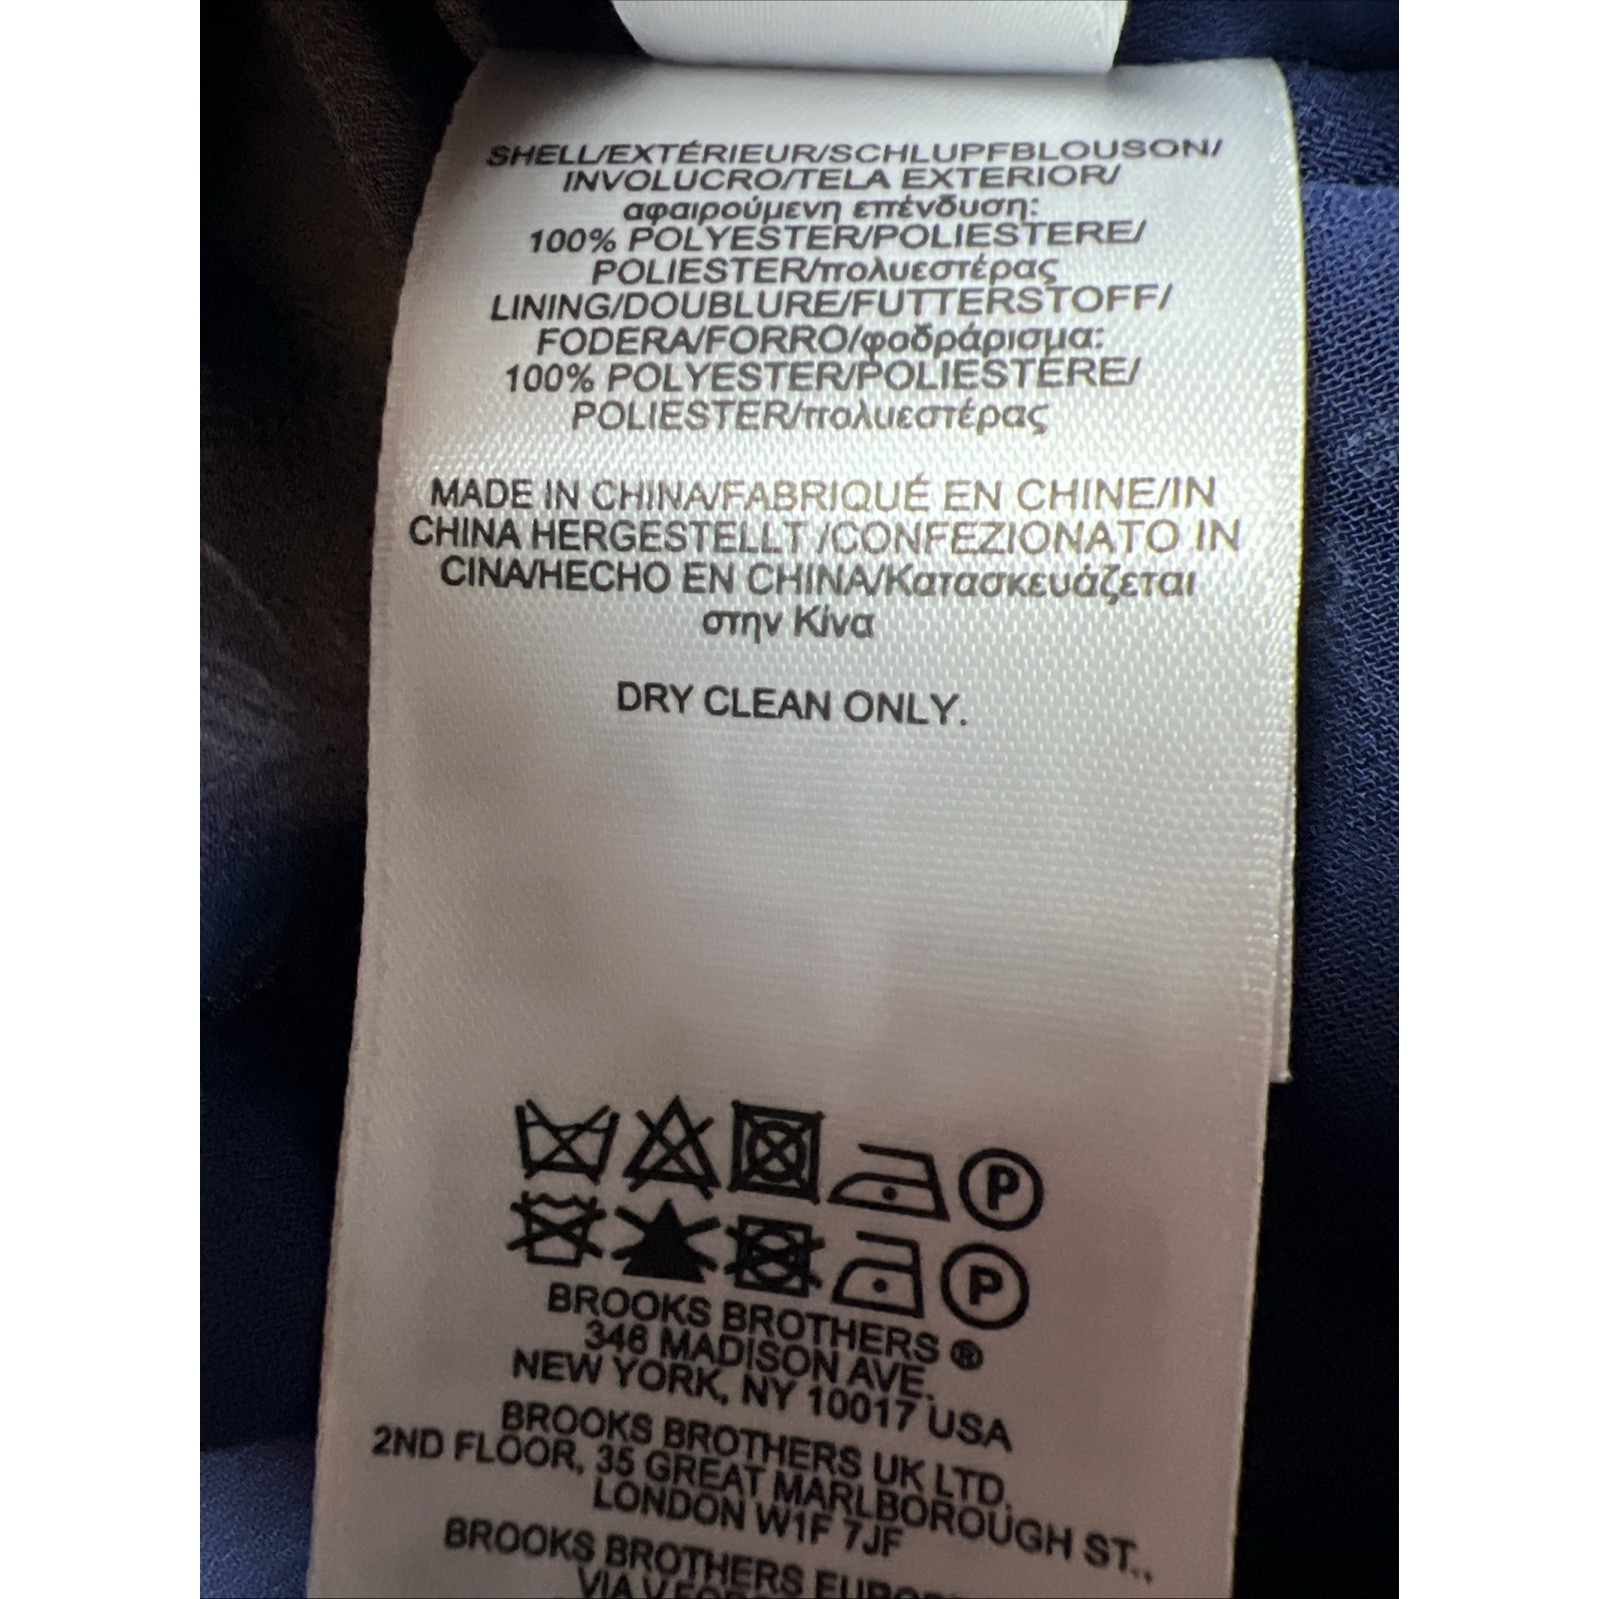 SHELL/EXTÉRIEUR/SCHLUPFBLOUSON/
INVOLUCRO/TELA EXTERIOR/
αφαιρούμενη επένδυση:
100% POLYESTER/POLIESTERE/
POLIESTER/πολυεστέρας
LINING/DOUBLURE/FUTTERSTOFF/
FODERA/FORRO/φοδράρισμα:
100% POLYESTER/POLIESTERE/
POLIESTER/πολυεστέρας
MADE IN CHINA/FABRIQUÉ EN CHINE/IN
CHINA HERGESTELLT /CONFEZIONATO IN
CINA/HECHO EN CHINA/Κατασκευάζεται
στην Κίνα
DRY CLEAN ONLY.
P
P
BROOKS BROTHERS ®
346 MADISON AVE.
NEW YORK, NY 10017 USA
BROOKS BROTHERS UK LTD.
2ND FLOOR, 35 GREAT MARLBOROUGH ST.,
LONDON W1F 7JF
BROOKS BROTHERS
VIA